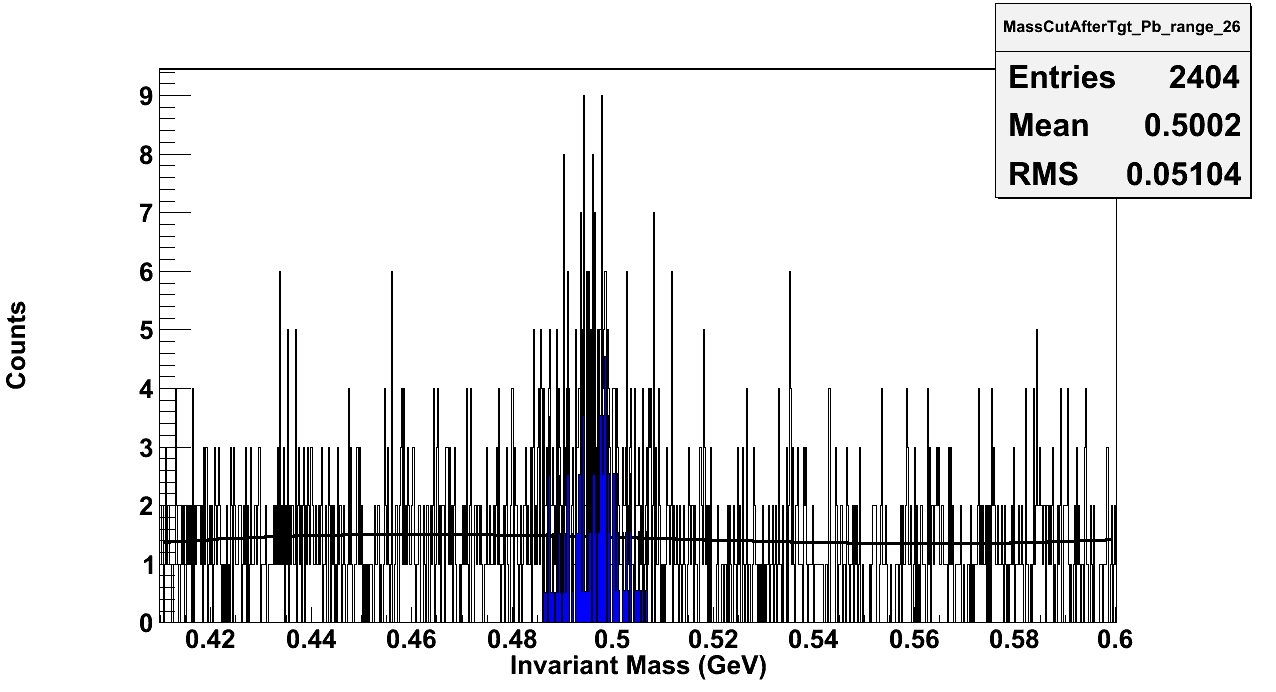 MassCutAfterTgt_Pb_range_26
Entries 2404
Mean 0.5002
RMS 0.05104
9
8
7
6
5
4
3
2
1
0
Counts
0.42 0.44 0.46 0.48 0.5 0.52 0.54 0.56 0.58 0.6
Invariant Mass (GeV)